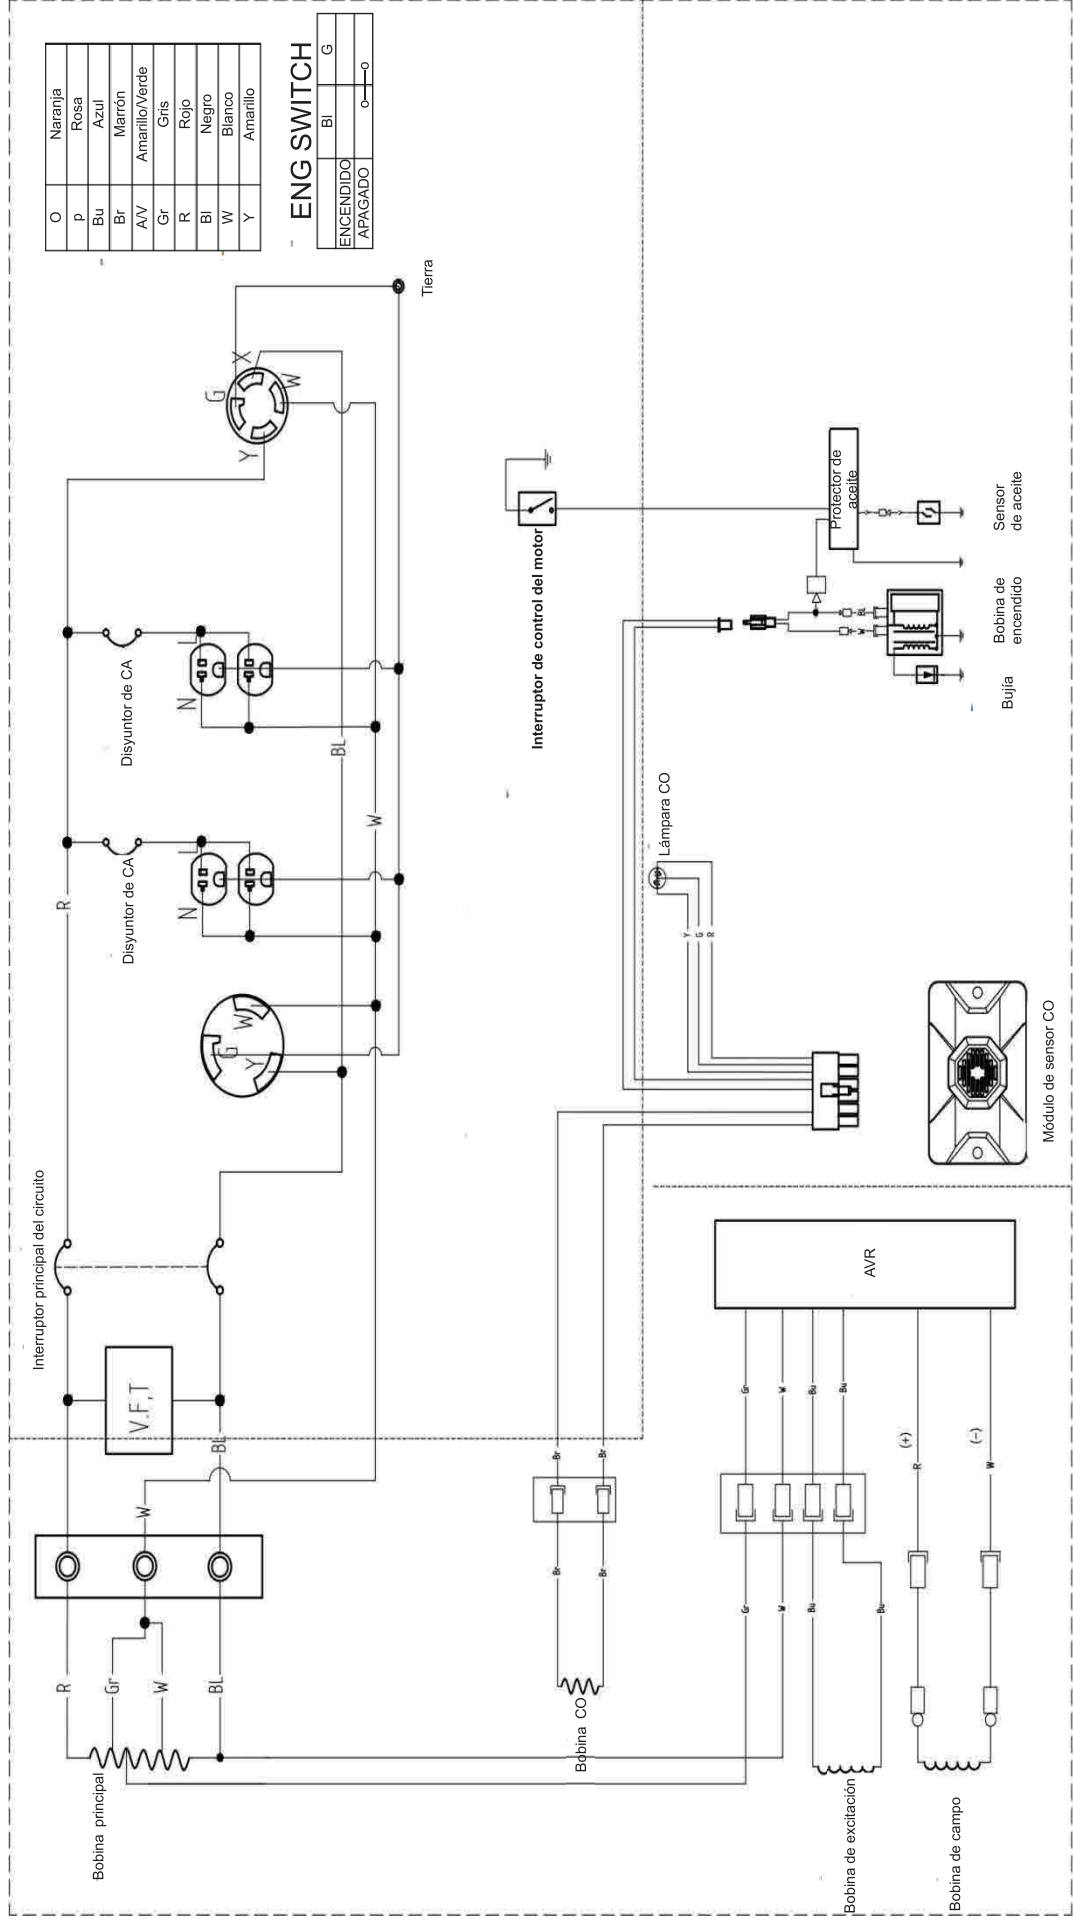 O Naranja
p Rosa
Bu Azul
Br Marrón
A/V Amarillo/Verde
Gr Gris
R Rojo
Bl Negro
W Blanco
Y Amarillo
ENG SWITCH
Bl G
ENCENDIDO
APAGADO
Tierra
G
X
W
Y
Disyuntor de CA
L
N
BL
W
R
Disyuntor de CA
L
N
W
G
Y
Interruptor principal del circuito
V.F,T
BL
W
R
Gr
W
BL
Bobina principal
Interruptor de control del motor
Protector de
aceite
Sensor
de aceite
BL
W
Bobina de
encendido
Bujía
Lámpara CO
Y
G
R
Módulo de sensor CO
Br
Br
Br
Br
Bobina CO
AVR
Gr
W
Bu
Bu
R
(+)
W
(−)
Gr
W
Bu
Bu
Bobina de excitación
Bobina de campo